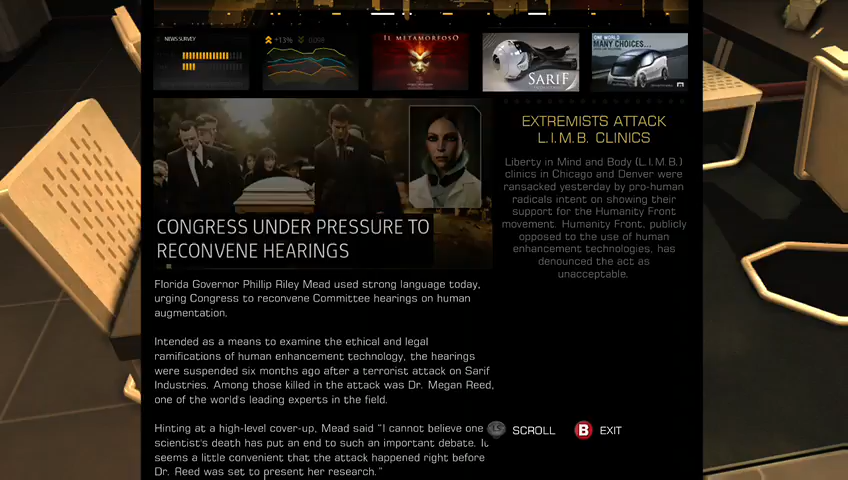 NEWS SURVEY
+13%
.0098
IL METAMORFOSO
SARIF
ONE WORLD
MANY CHOICES...
CONGRESS UNDER PRESSURE TO
RECONVENE HEARINGS
Florida Governor Phillip Riley Mead used strong language today,
urging Congress to reconvene Committee hearings on human
augmentation.
Intended as a means to examine the ethical and legal
ramifications of human enhancement technology, the hearings
were suspended six months ago after a terrorist attack on Sarif
Industries. Among those killed in the attack was Dr. Megan Reed,
one of the world's leading experts in the field.
Hinting at a high-level cover-up, Mead said "I cannot believe one
scientist's death has put an end to such an important debate. It
seems a little convenient that the attack happened right before
Dr. Reed was set to present her research."
EXTREMISTS ATTACK
L.I.M.B. CLINICS
Liberty in Mind and Body (L.I.M.B.)
clinics in Chicago and Denver were
ransacked yesterday by pro-human
radicals intent on showing their
support for the Humanity Front
movement. Humanity Front, publicly
opposed to the use of human
enhancement technologies, has
denounced the act as
unacceptable.
LS SCROLL B EXIT